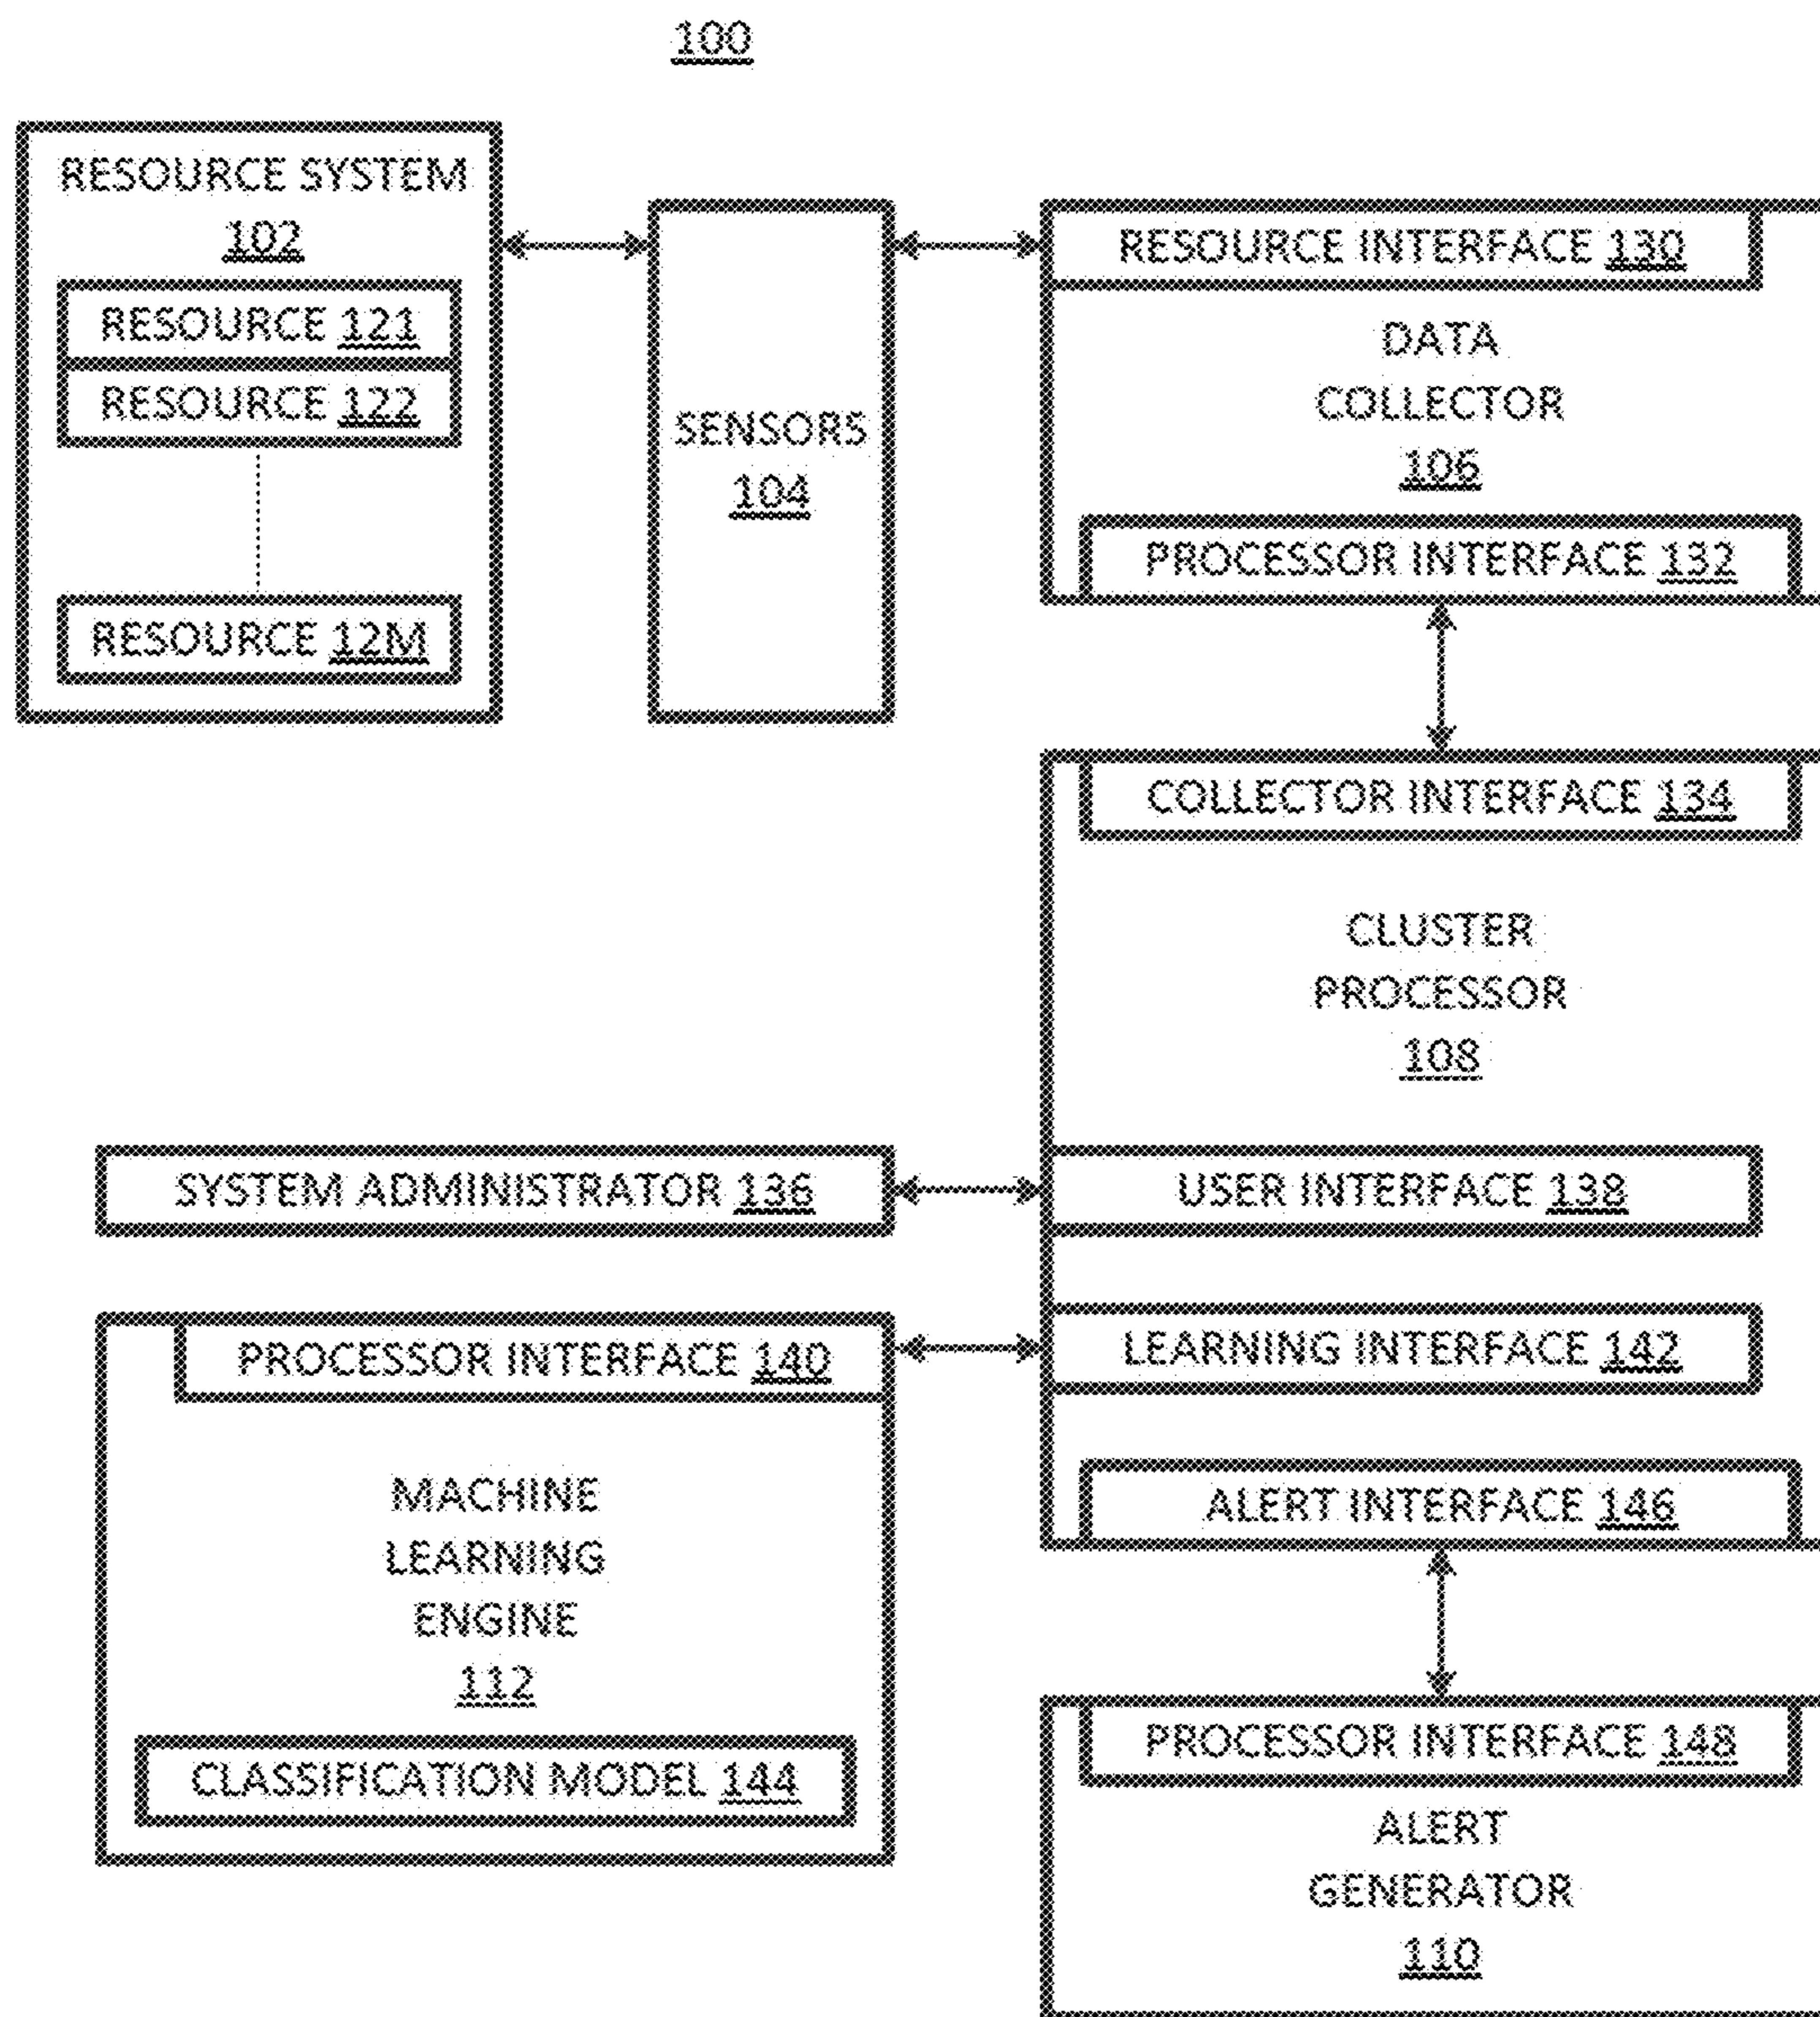 100
RESOURCE SYSTEM
102
RESOURCE 121
RESOURCE 122
RESOURCE 12M
SENSORS
104
RESOURCE INTERFACE 130
DATA
COLLECTOR
106
PROCESSOR INTERFACE 132
COLLECTOR INTERFACE 134
CLUSTER
PROCESSOR
108
SYSTEM ADMINISTRATOR 136
USER INTERFACE 138
PROCESSOR INTERFACE 140
LEARNING INTERFACE 142
MACHINE
LEARNING
ENGINE
112
CLASSIFICATION MODEL 144
ALERT INTERFACE 146
PROCESSOR INTERFACE 148
ALERT
GENERATOR
110